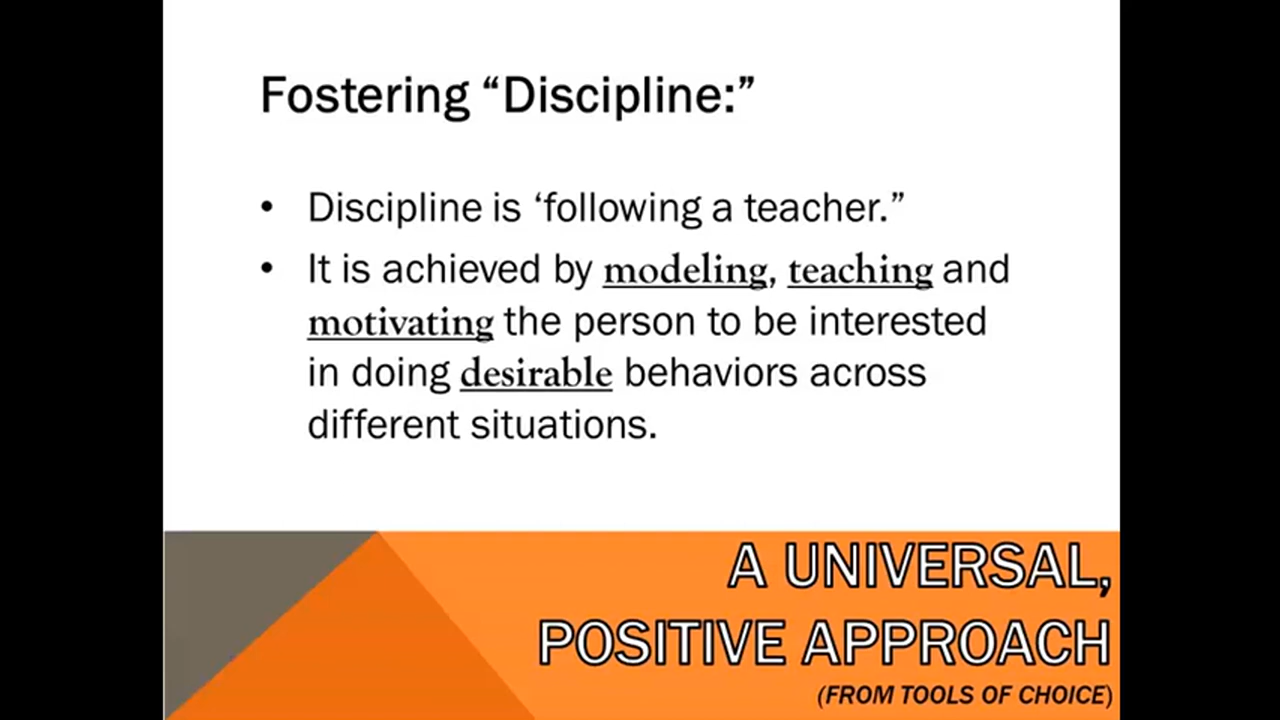 Fostering “Discipline:”
• Discipline is ‘following a teacher.”
• It is achieved by modeling, teaching and
motivating the person to be interested
in doing desirable behaviors across
different situations.
A UNIVERSAL,
POSITIVE APPROACH
(FROM TOOLS OF CHOICE)